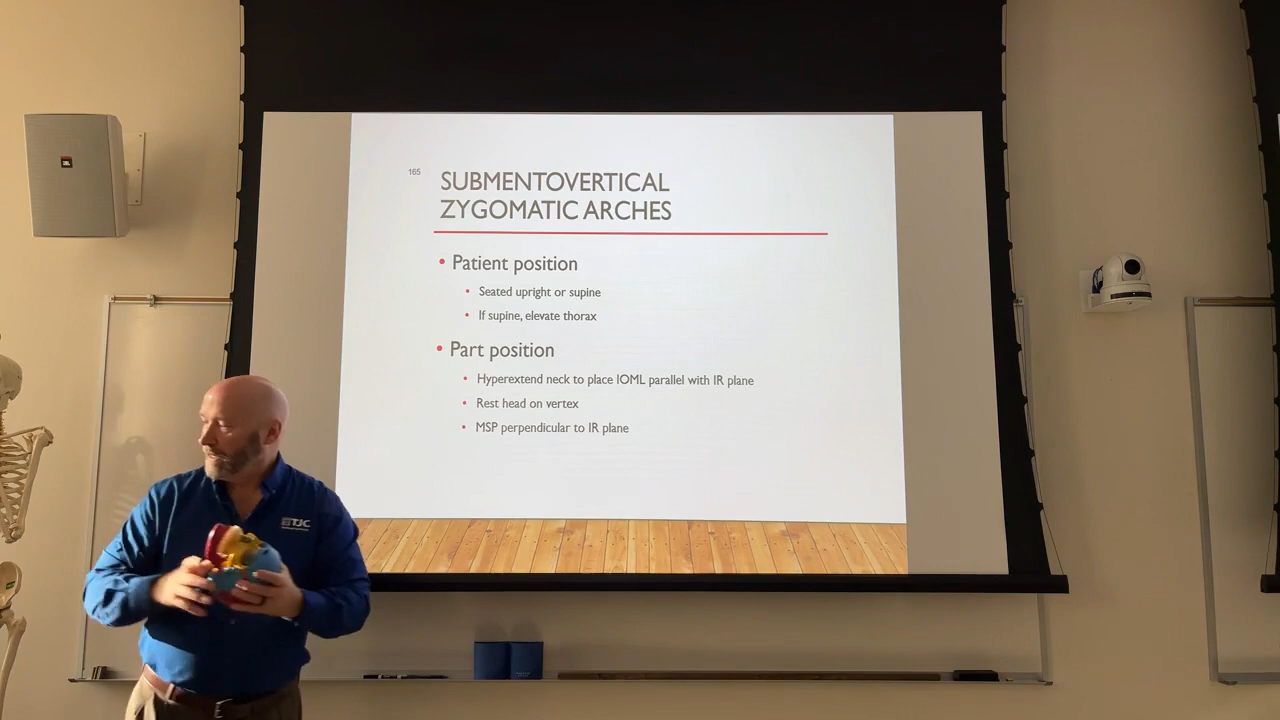 165
SUBMENTOVERTICAL
ZYGOMATIC ARCHES
• Patient position
• Seated upright or supine
• If supine, elevate thorax
• Part position
• Hyperextend neck to place IOML parallel with IR plane
• Rest head on vertex
• MSP perpendicular to IR plane
JBL
TJC